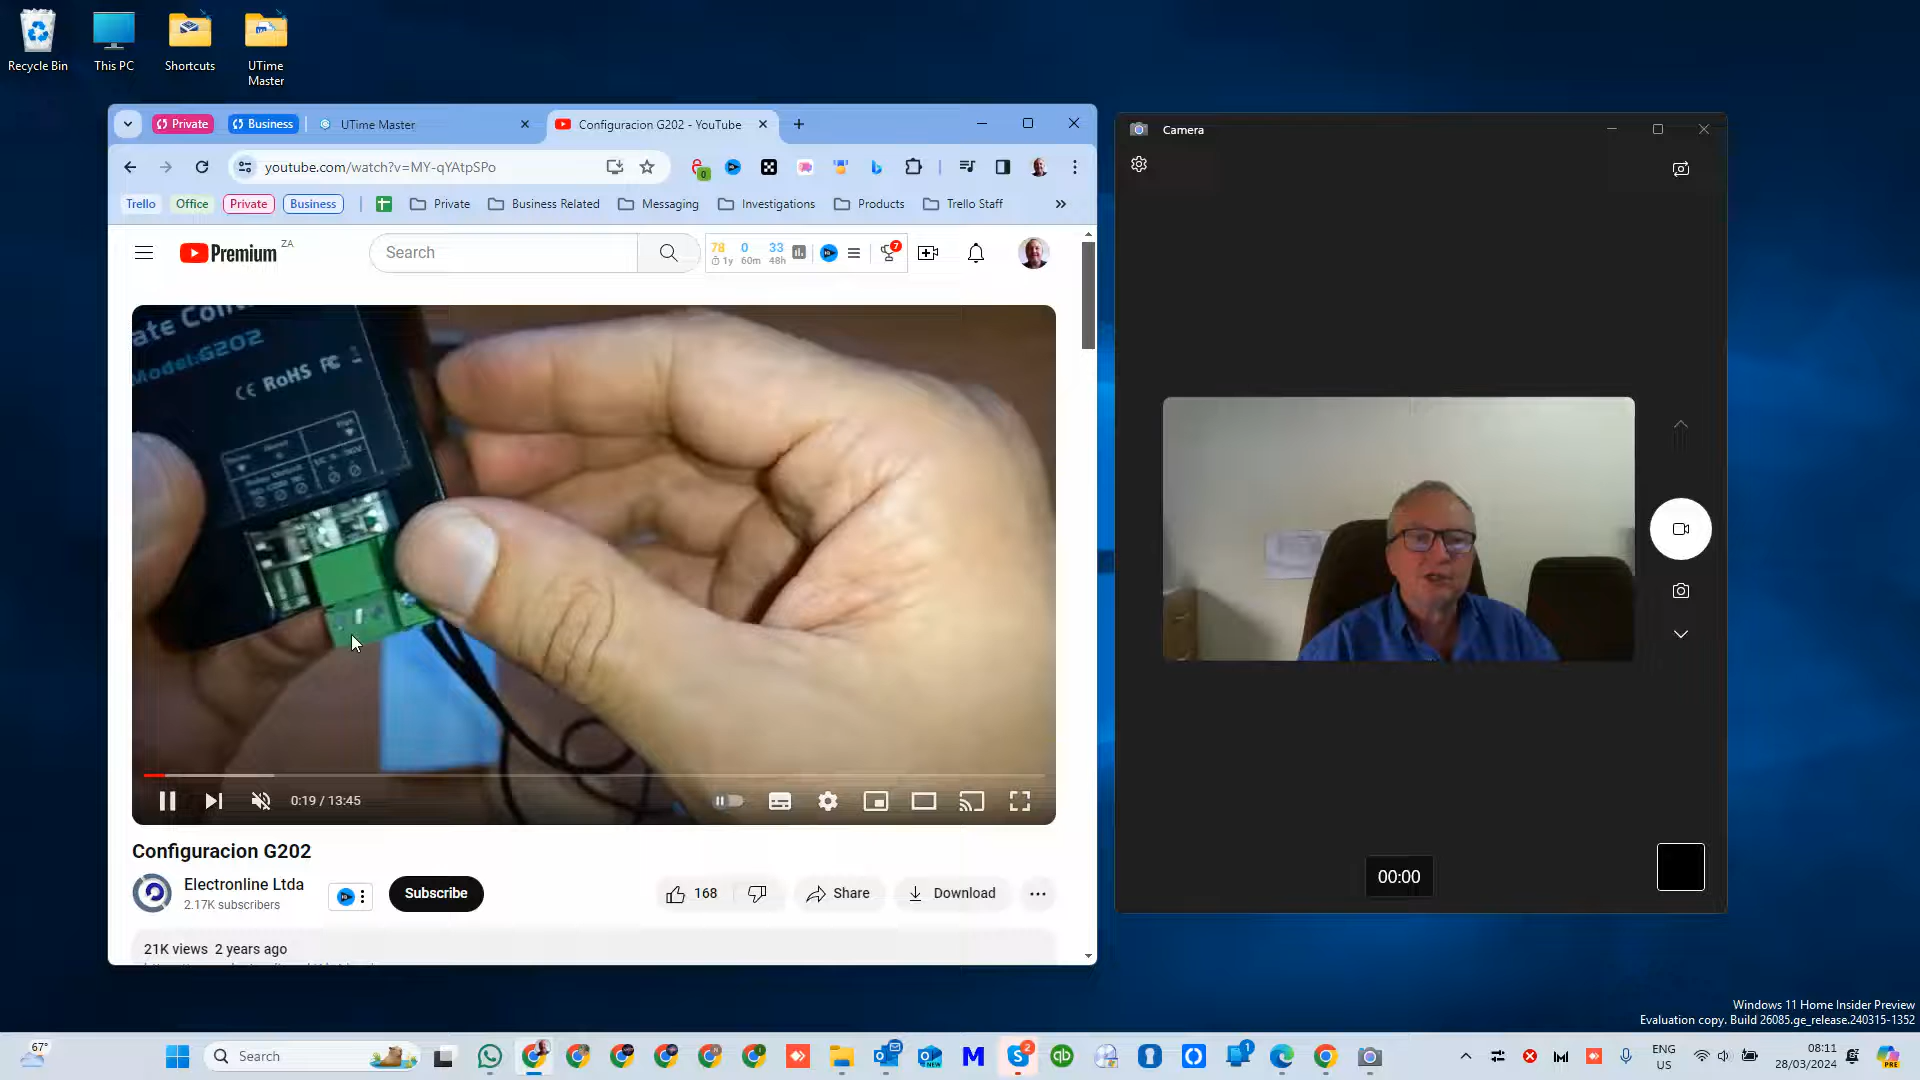 Recycle Bin
This PC
Shortcuts
UTime
Master
Private
Business
UTime Master
Configuracion G202 - YouTube
youtube.com/watch?v=MY-qYAtpSPo
Trello
Office
Private
Business
Private
Business Related
Messaging
Investigations
Products
Trello Staff
Premium
ZA
Search
78 0 33
1y 60m 48h
7
Model:G202
CE RoHS FC
0:19 / 13:45
Configuracion G202
Electronline Ltda
2.17K subscribers
Subscribe
168
Share
Download
21K views 2 years ago
Camera
00:00
Windows 11 Home Insider Preview
Evaluation copy. Build 26085.ge_release.240315-1352
67°
Search
ENG
US
08:11
28/03/2024